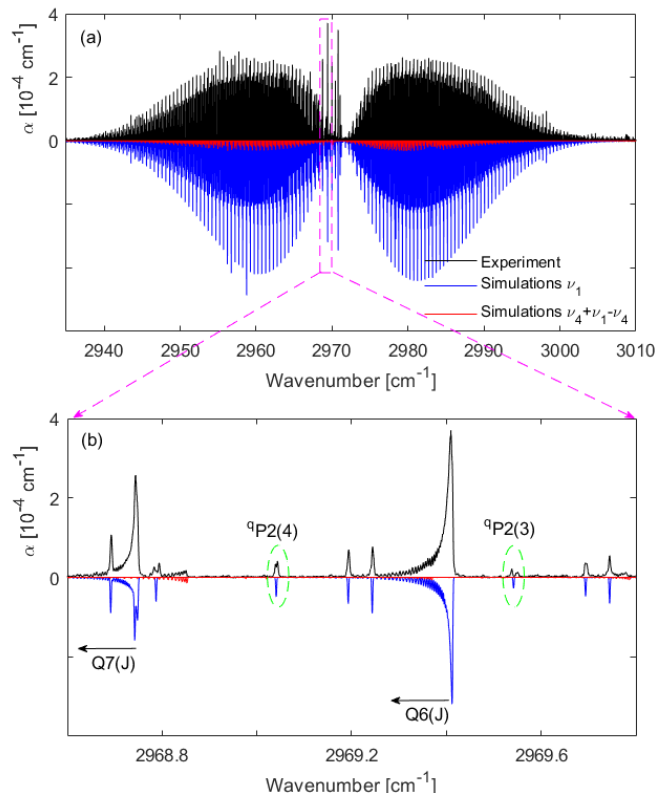 (a)
4
2
0
α [10⁻⁴ cm⁻¹]
Experiment
Simulations ν₁
Simulations ν₄+ν₁-ν₄
2940 2950 2960 2970 2980 2990 3000 3010
Wavenumber [cm⁻¹]
(b)
4
2
0
α [10⁻⁴ cm⁻¹]
qP2(4)
qP2(3)
Q7(J)
Q6(J)
2968.8 2969.2 2969.6
Wavenumber [cm⁻¹]